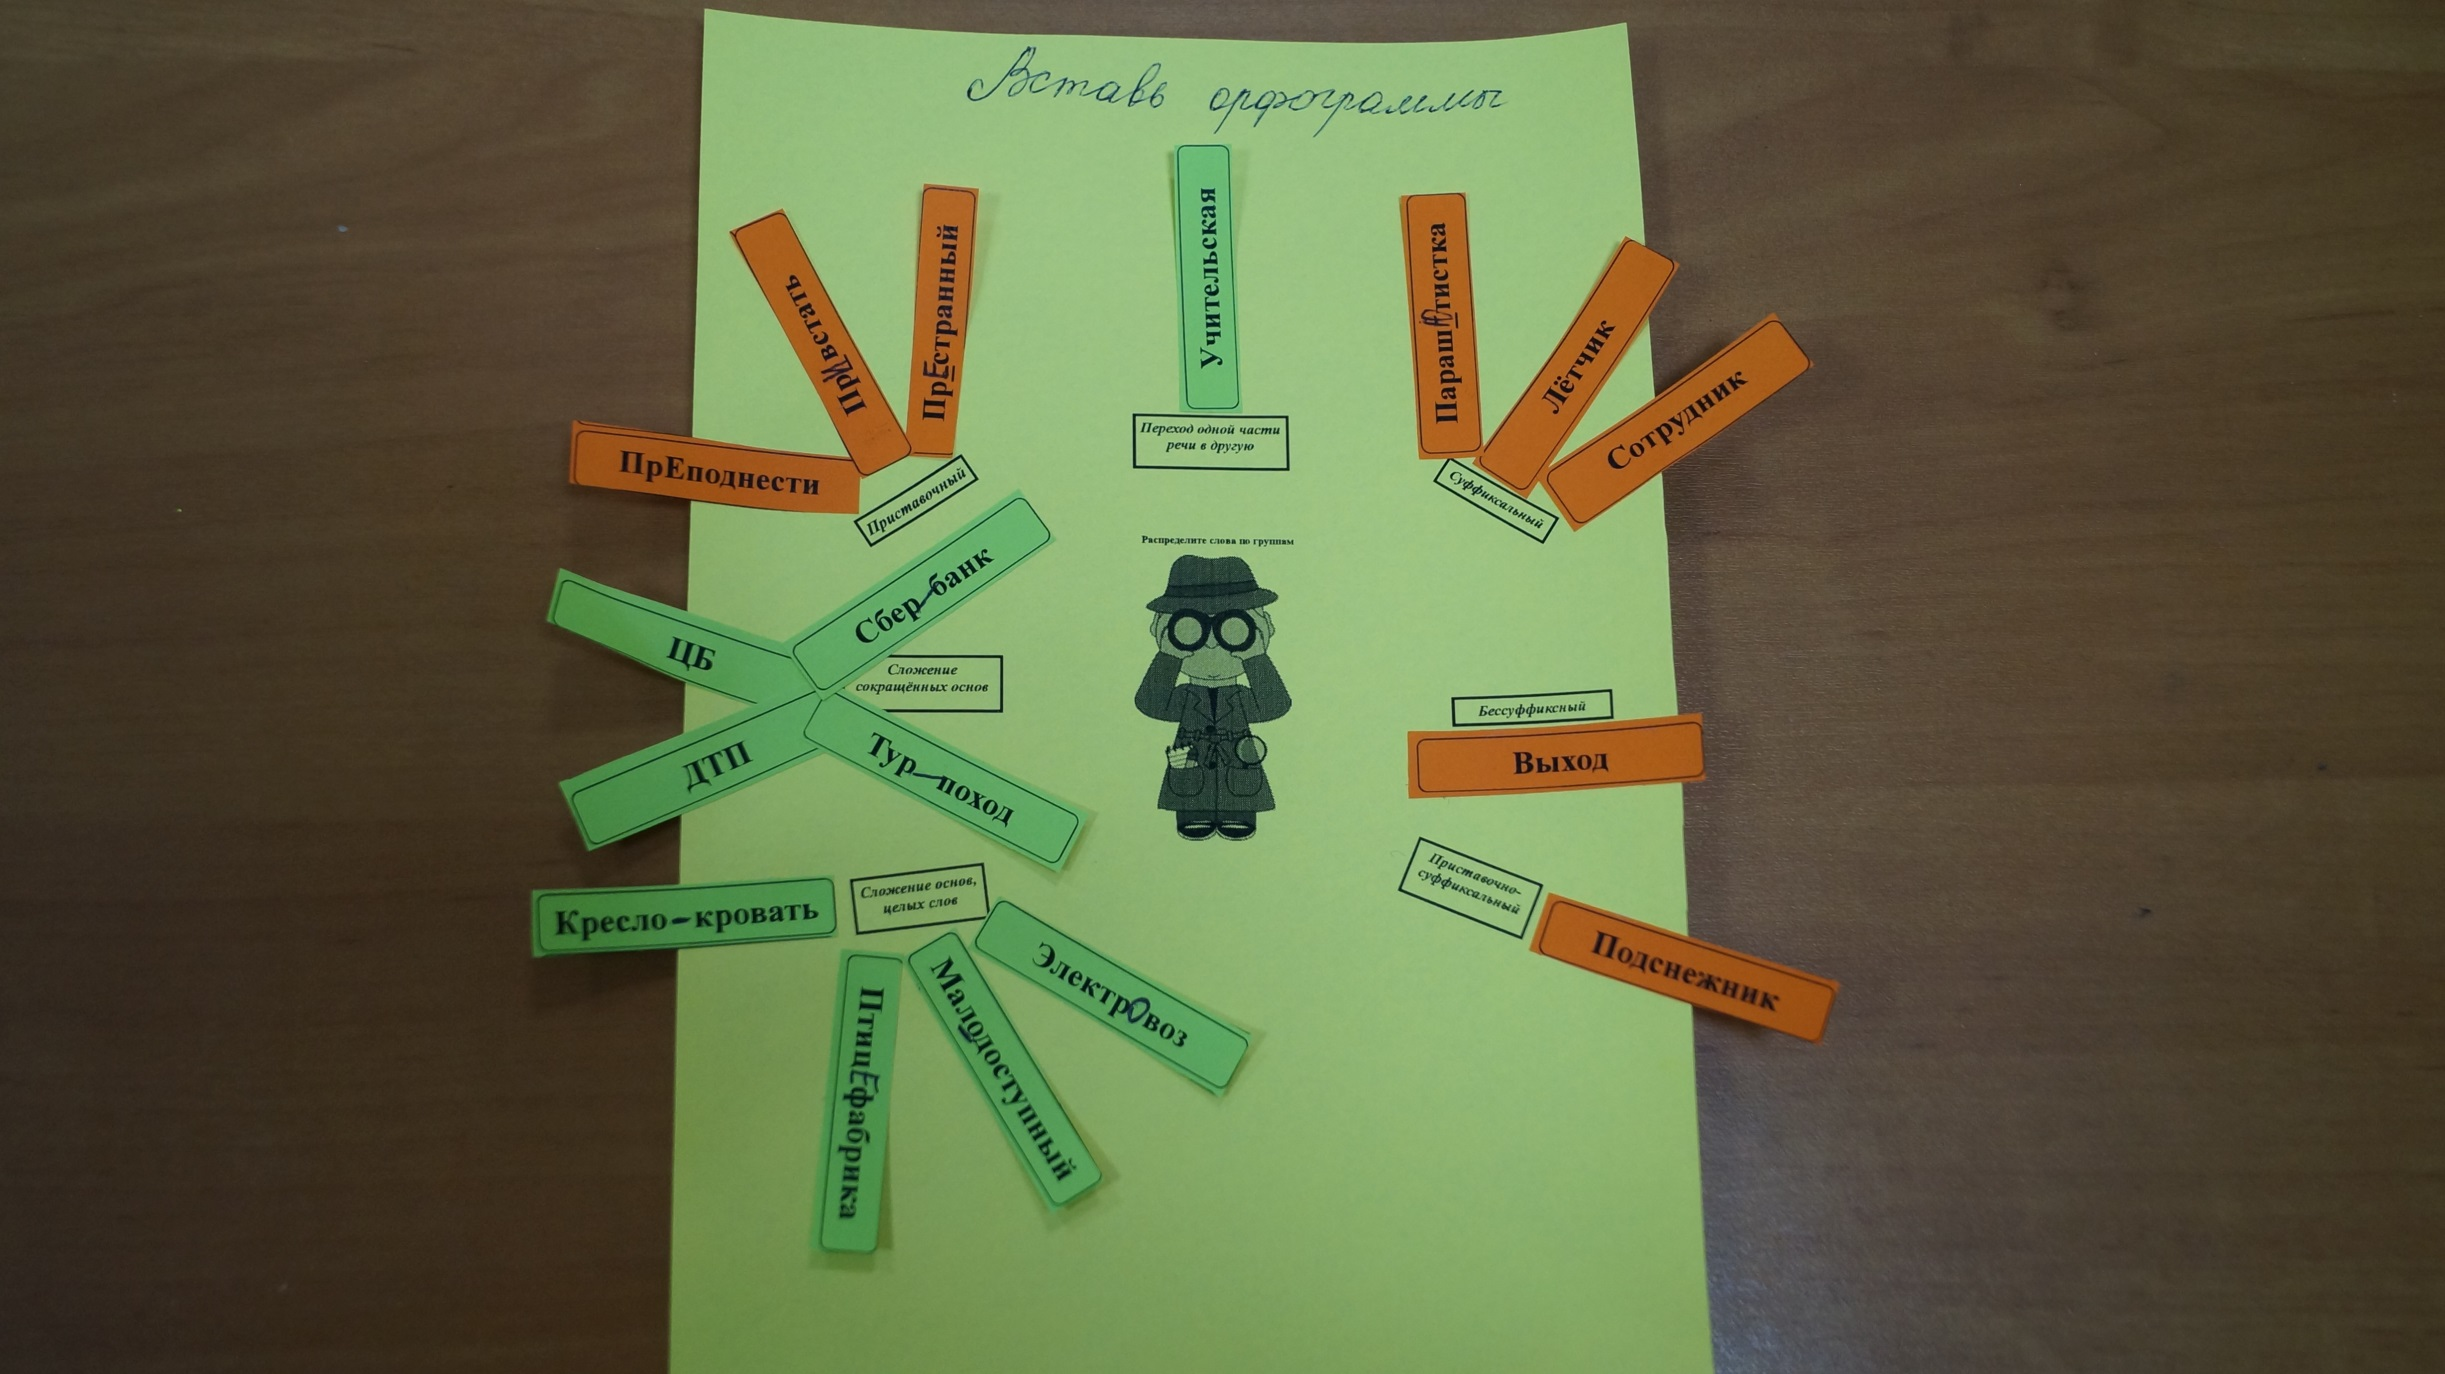 Вставь орфограммы
ПрЕподнести
ПрИвстать
ПрЕстранный
Приставочный
Учительская
Переход одной части
речи в другую
ПарашЮтистка
Лётчик
Сотрудник
Суффиксальный
Распределите слова по группам
ЦБ
Сбер-банк
ДТП
Тур-поход
Сложение
сокращённых основ
Бессуффиксный
Выход
Приставочно-
суффиксальный
Подснежник
Кресло-кровать
Сложение основ,
целых слов
ПтицЕфабрика
Малодоступный
ЭлектрОвоз